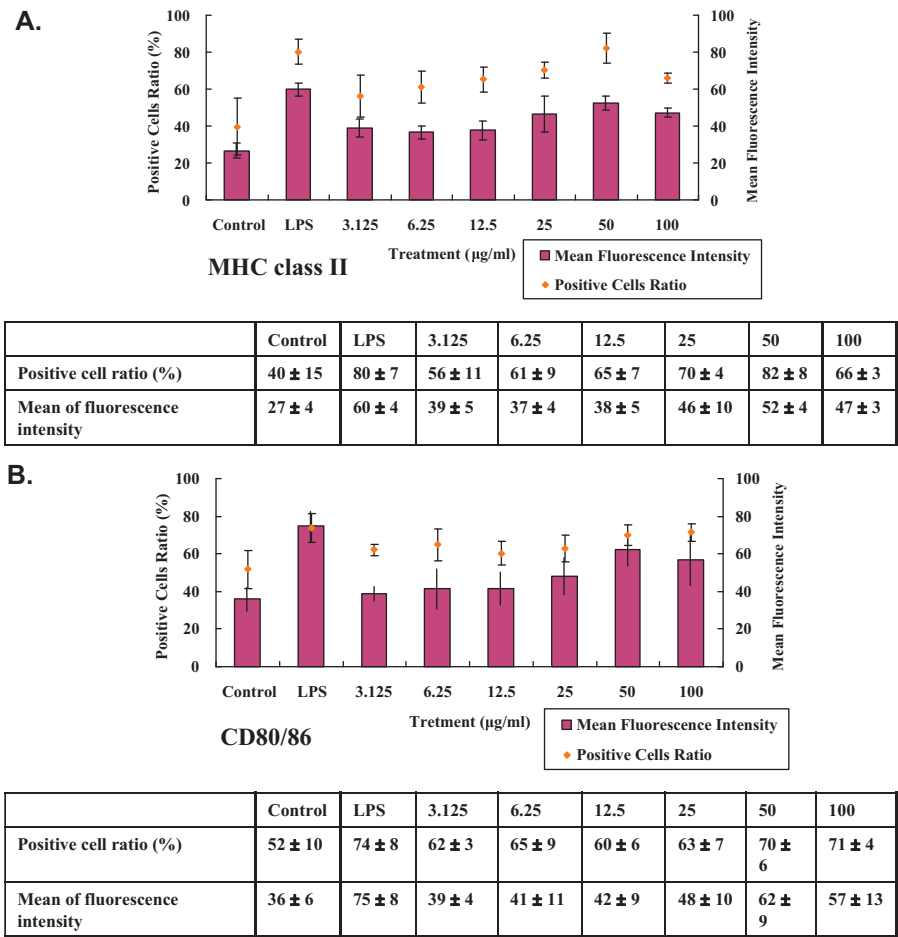 A.
100 100
80 80
60 60
40 40
20 20
0 0
Positive Cells Ratio (%)
Mean Fluorescence Intensity
Control LPS 3.125 6.25 12.5 25 50 100
Treatment (µg/ml)
MHC class II
Mean Fluorescence Intensity
Positive Cells Ratio
Control LPS 3.125 6.25 12.5 25 50 100
Positive cell ratio (%) 40 ± 15 80 ± 7 56 ± 11 61 ± 9 65 ± 7 70 ± 4 82 ± 8 66 ± 3
Mean of fluorescence 27 ± 4 60 ± 4 39 ± 5 37 ± 4 38 ± 5 46 ± 10 52 ± 4 47 ± 3
intensity
B.
100 100
80 80
60 60
40 40
20 20
0 0
Positive Cells Ratio (%)
Mean Fluorescence Intensity
Control LPS 3.125 6.25 12.5 25 50 100
Tretment (µg/ml)
CD80/86
Mean Fluorescence Intensity
Positive Cells Ratio
Control LPS 3.125 6.25 12.5 25 50 100
Positive cell ratio (%) 52 ± 10 74 ± 8 62 ± 3 65 ± 9 60 ± 6 63 ± 7 70 ± 71 ± 4
6
Mean of fluorescence 36 ± 6 75 ± 8 39 ± 4 41 ± 11 42 ± 9 48 ± 10 62 ± 57 ± 13
intensity 9